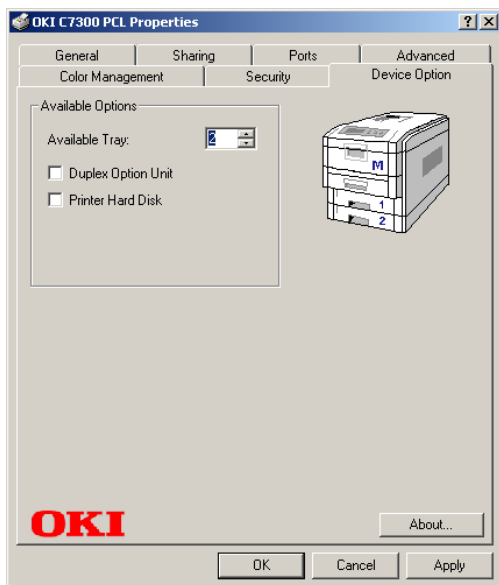 OKI C7300 PCL Properties
General Sharing Ports Advanced
Color Management Security Device Option
Available Options
Available Tray: 2
Duplex Option Unit
Printer Hard Disk
M
1
2
OKI
About...
OK Cancel Apply